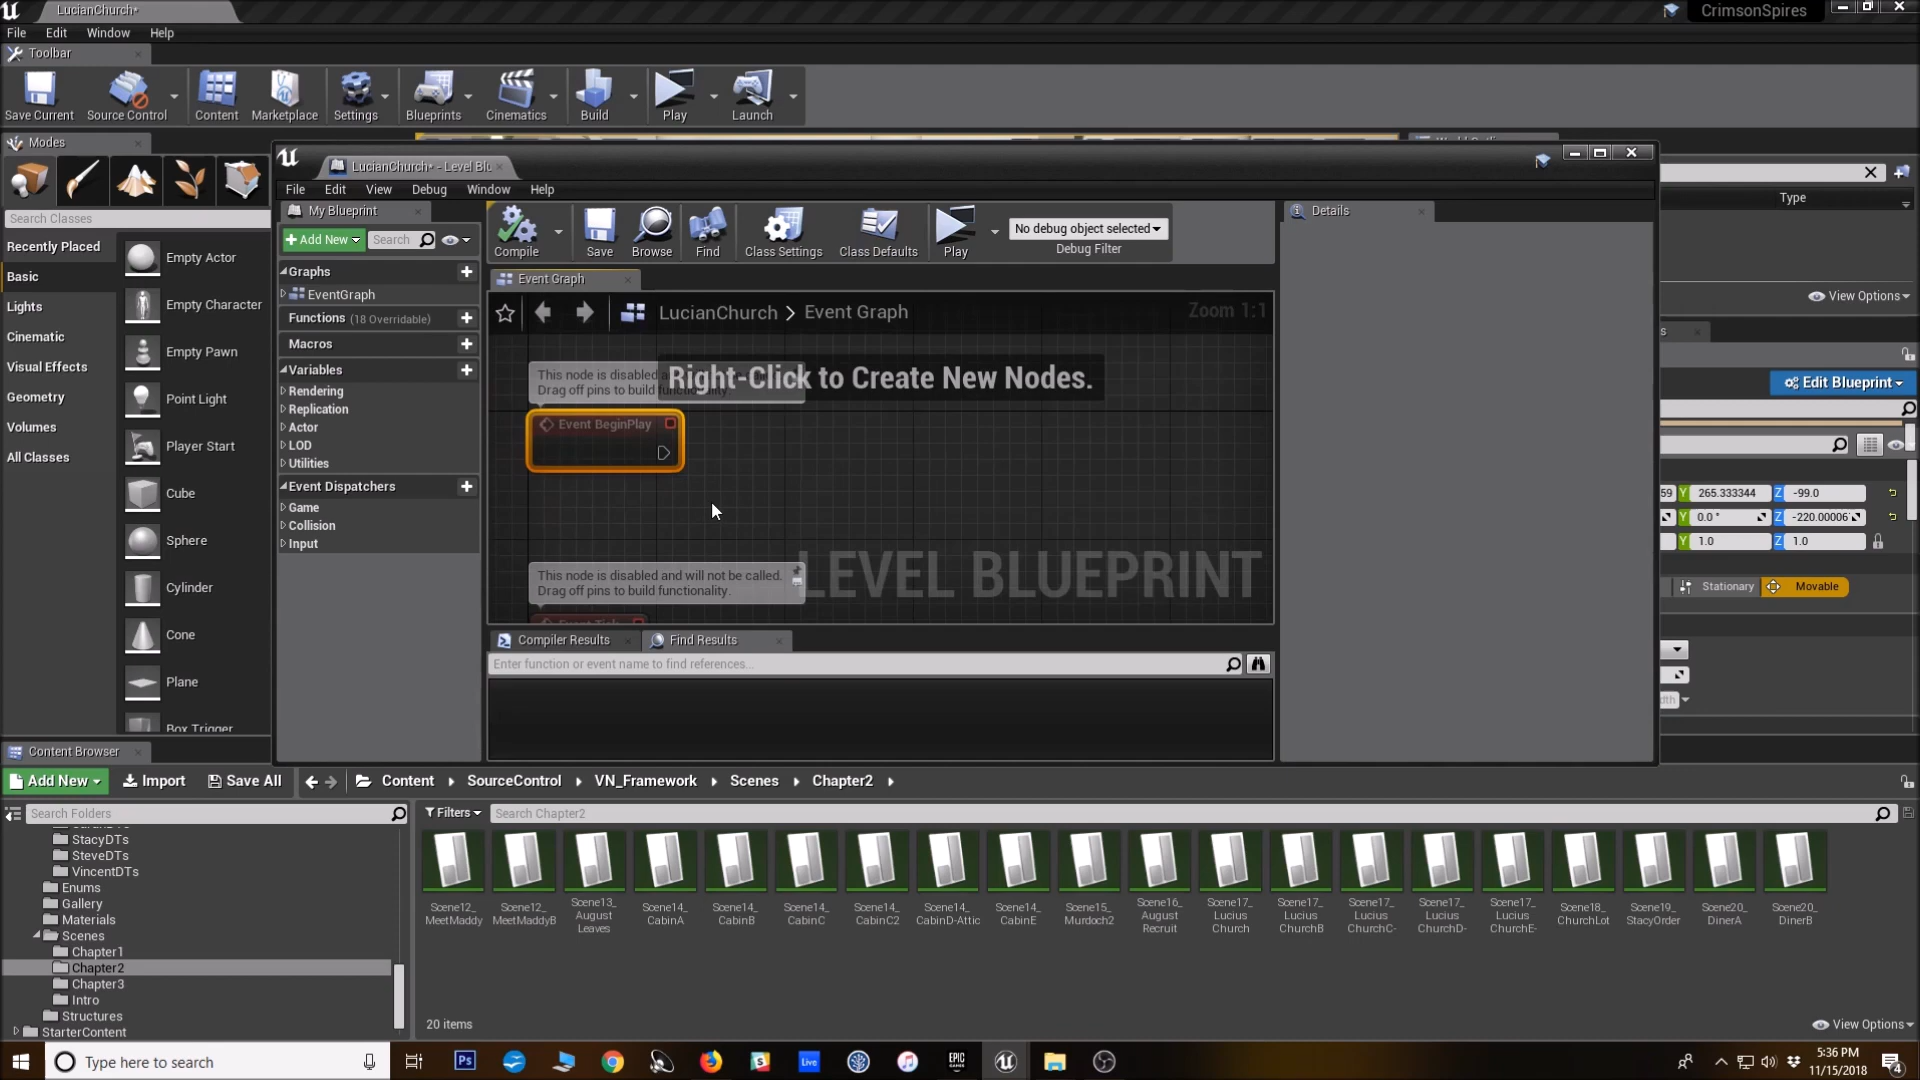 LucianChurch*
CrimsonSpires
File Edit Window Help
Toolbar
Save Current Source Control Content Marketplace Settings Blueprints Cinematics Build Play Launch
Modes
Search Classes
Recently Placed
Basic
Lights
Cinematic
Visual Effects
Geometry
Volumes
All Classes
Empty Actor
Empty Character
Empty Pawn
Point Light
Player Start
Cube
Sphere
Cylinder
Cone
Plane
Box Trigger
LucianChurch* - Level Blu
File Edit View Debug Window Help
My Blueprint
Add New Search
Graphs
EventGraph
Functions (18 Overridable)
Macros
Variables
Rendering
Replication
Actor
LOD
Utilities
Event Dispatchers
Game
Collision
Input
Compile Save Browse Find Class Settings Class Defaults Play
No debug object selected
Debug Filter
Event Graph
LucianChurch > Event Graph
Zoom 1:1
This node is disabled
Drag off pins to build functionality.
Right-Click to Create New Nodes.
Event BeginPlay
This node is disabled and will not be called.
Drag off pins to build functionality.
Event Tick
LEVEL BLUEPRINT
Compiler Results Find Results
Enter function or event name to find references...
Details
Type
View Options
Edit Blueprint
59 Y 265.333344 Z -99.0
Y 0.0 ° Z -220.00006
Y 1.0 Z 1.0
Stationary Movable
Content Browser
Add New Import Save All Content SourceControl VN_Framework Scenes Chapter2
Search Folders
Filters Search Chapter2
StacyDTs
SteveDTs
VincentDTs
Enums
Gallery
Materials
Scenes
Chapter1
Chapter2
Chapter3
Intro
Structures
StarterContent
Scene12_
MeetMaddy
Scene12_
MeetMaddyB
Scene13_
August
Leaves
Scene14_
CabinA
Scene14_
CabinB
Scene14_
CabinC
Scene14_
CabinC2
Scene14_
CabinD-Attic
Scene14_
CabinE
Scene15_
Murdoch2
Scene16_
August
Recruit
Scene17_
Lucius
Church
Scene17_
Lucius
ChurchB
Scene17_
Lucius
ChurchC-
Scene17_
Lucius
ChurchD-
Scene17_
Lucius
ChurchE-
Scene18_
ChurchLot
Scene19_
StacyOrder
Scene20_
DinerA
Scene20_
DinerB
20 items
View Options
Type here to search
Ps
Live
EPIC
GAMES
5:36 PM
11/15/2018
4